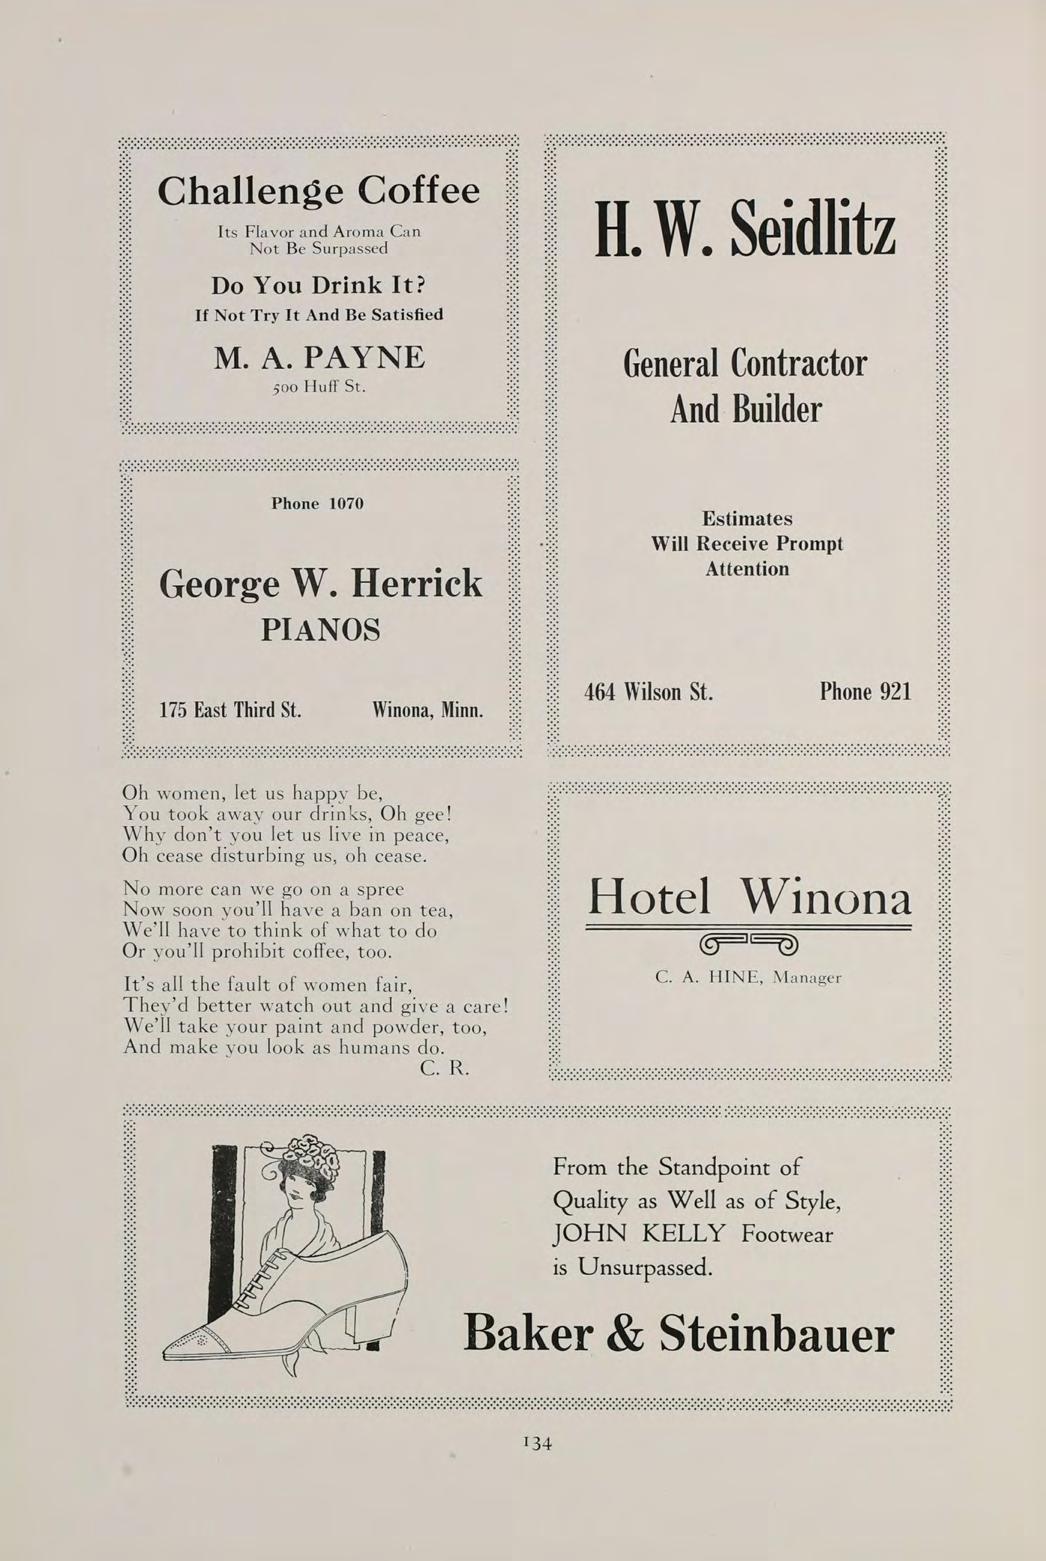 Challenge Coffee
Its Flavor and Aroma Can
Not Be Surpassed
Do You Drink It?
If Not Try It And Be Satisfied
M. A. PAYNE
500 Huff St.
Phone 1070
George W. Herrick
PIANOS
175 East Third St. Winona, Minn.
H. W. Seidlitz
General Contractor
And Builder
Estimates
Will Receive Prompt
Attention
464 Wilson St. Phone 921
Oh women, let us happy be,
You took away our drinks, Oh gee!
Why don't you let us live in peace,
Oh cease disturbing us, oh cease.
No more can we go on a spree
Now soon you'll have a ban on tea,
We'll have to think of what to do
Or you'll prohibit coffee, too.
It's all the fault of women fair,
They'd better watch out and give a care!
We'll take your paint and powder, too,
And make you look as humans do.
C. R.
Hotel Winona
C. A. HINE, Manager
From the Standpoint of
Quality as Well as of Style,
JOHN KELLY Footwear
is Unsurpassed.
Baker & Steinbauer
134